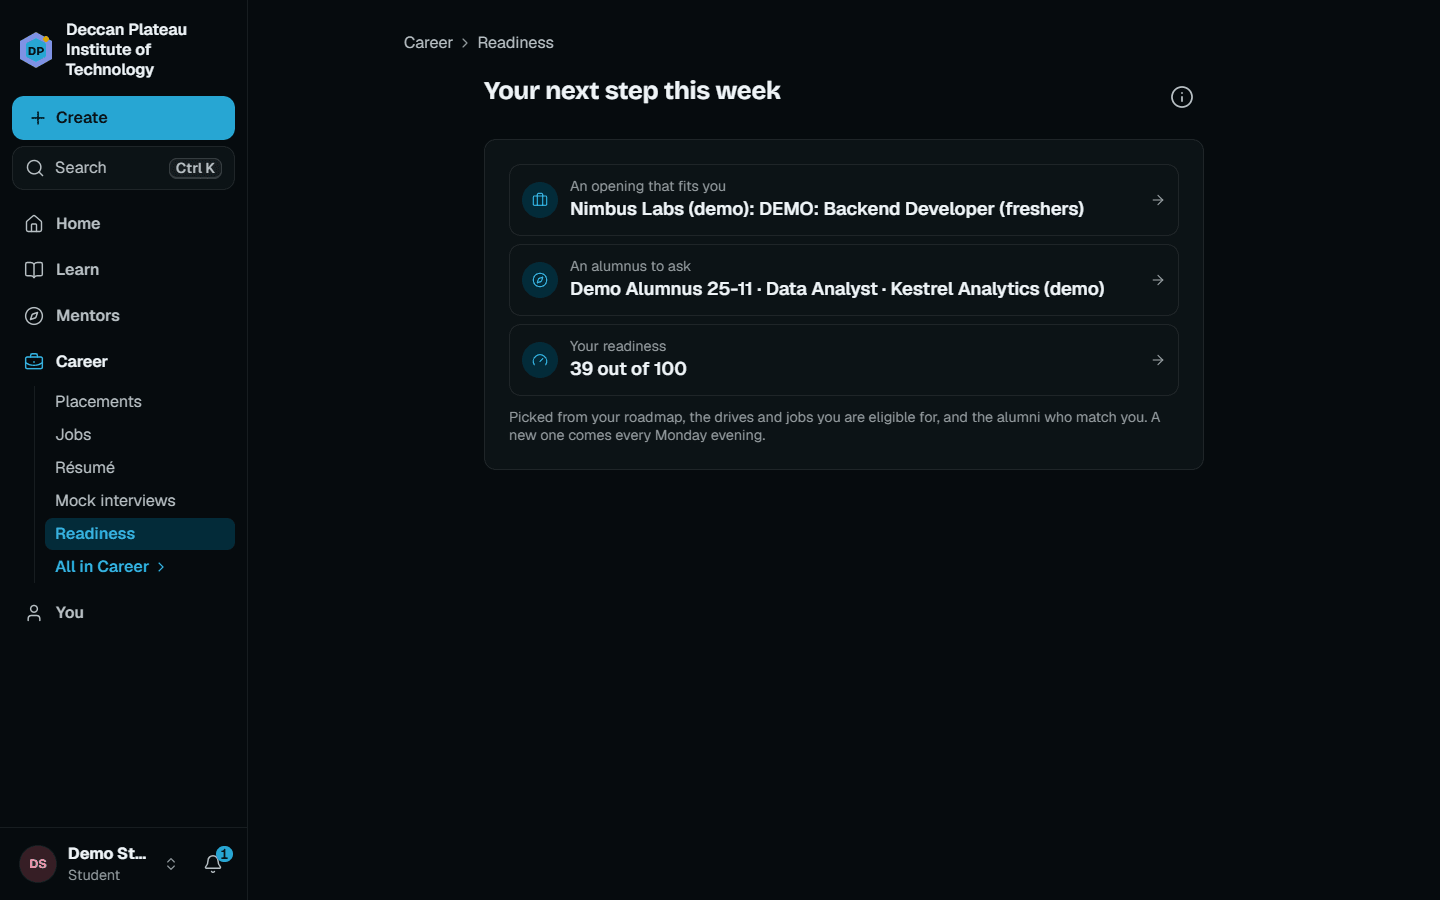 DP
Deccan Plateau
Institute of
Technology
Create
Search
Ctrl K
Home
Learn
Mentors
Career
Placements
Jobs
Résumé
Mock interviews
Readiness
All in Career
You
DS
Demo St...
Student
1
Career
Readiness
Your next step this week
An opening that fits you
Nimbus Labs (demo): DEMO: Backend Developer (freshers)
An alumnus to ask
Demo Alumnus 25-11 · Data Analyst · Kestrel Analytics (demo)
Your readiness
39 out of 100
Picked from your roadmap, the drives and jobs you are eligible for, and the alumni who match you. A
new one comes every Monday evening.